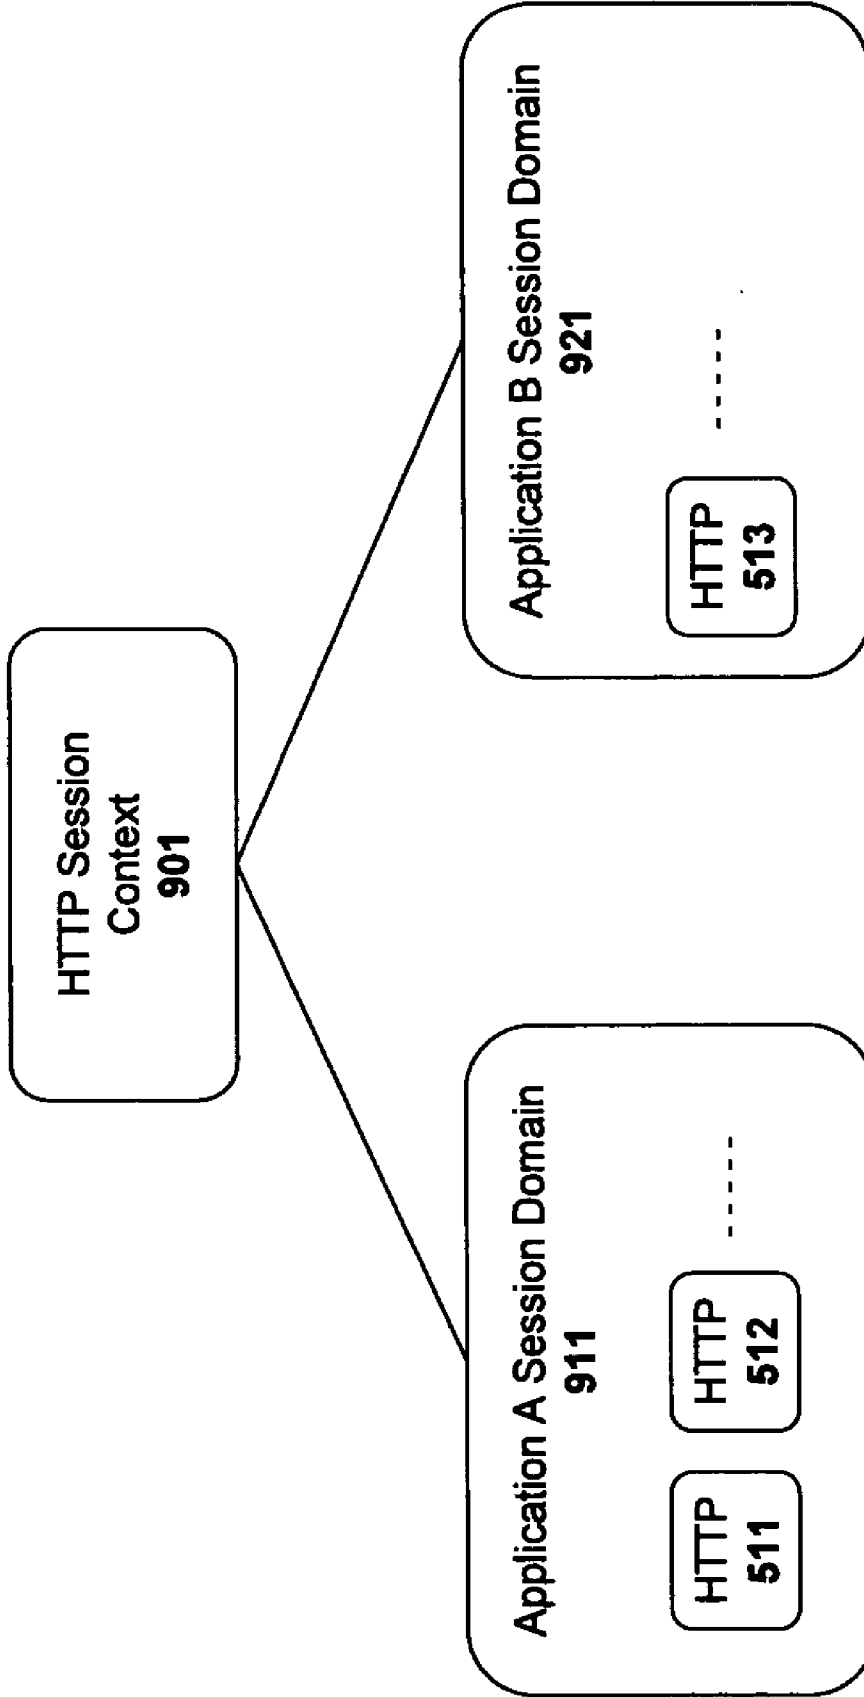 HTTP Session
Context
901
Application A Session Domain
911
HTTP
511
HTTP
512
Application B Session Domain
921
HTTP
513